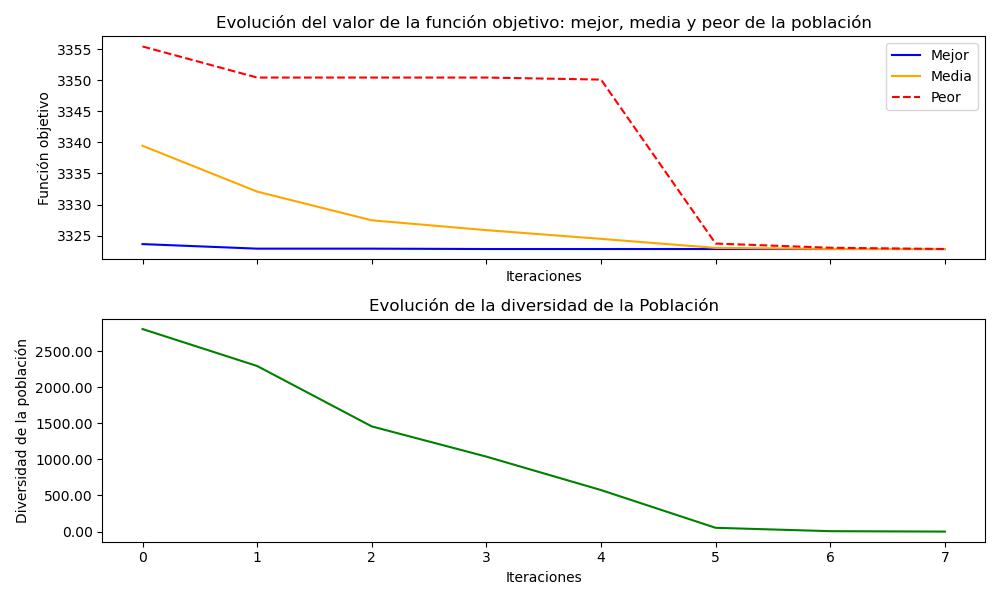 Evolución del valor de la función objetivo: mejor, media y peor de la población
3355
3350
3345
3340
3335
3330
3325
Función objetivo
Mejor
Media
Peor
Iteraciones
Evolución de la diversidad de la Población
2500.00
2000.00
1500.00
1000.00
500.00
0.00
Diversidad de la población
0 1 2 3 4 5 6 7
Iteraciones